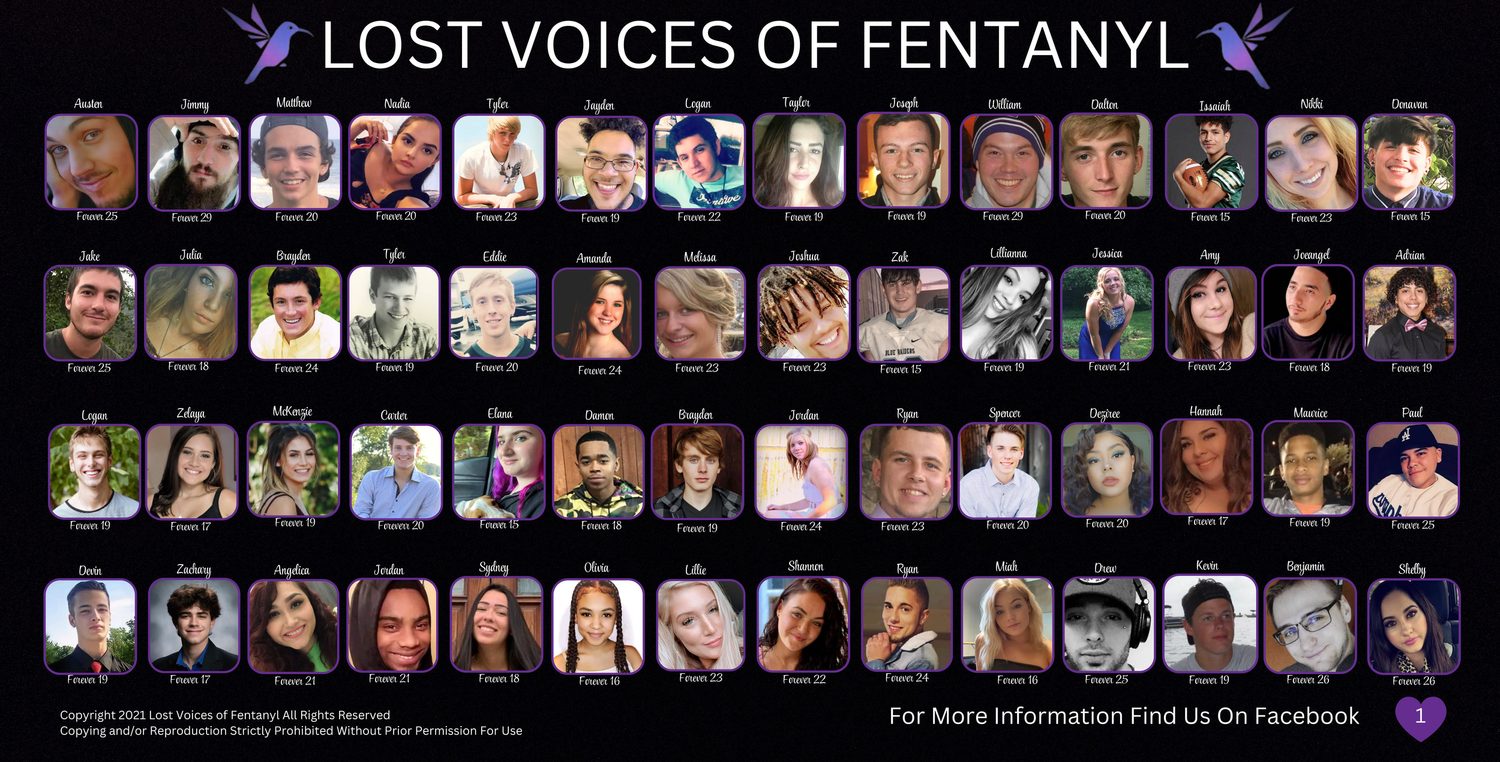 LOST VOICES OF FENTANYL
Austen Jimmy Matthew Nadia Tyler Jayden Logan Taylor Joseph William Dalton Issaiah Nikki Donavan
Forever 25 Forever 29 Forever 20 Forever 20 Forever 23 Forever 19 Forever 22 Forever 19 Forever 19 Forever 29 Forever 20 Forever 15 Forever 23 Forever 15
Jake Julia Brayden Tyler Eddie Amanda Melissa Joshua Zak Lillianna Jessica Amy Joeangel Adrian
BLUE RAIDERS
Forever 25 Forever 18 Forever 24 Forever 19 Forever 20 Forever 24 Forever 23 Forever 23 Forever 15 Forever 19 Forever 21 Forever 23 Forever 18 Forever 19
Logan Zelaya McKenzie Carter Elana Damon Brayden Jordan Ryan Spencer Deziree Hannah Maurice Paul
Forever 19 Forever 17 Forever 19 Forever 20 Forever 15 Forever 18 Forever 19 Forever 24 Forever 23 Forever 20 Forever 20 Forever 17 Forever 19 Forever 25
Devin Zachary Angelica Jordan Sydney Olivia Lillie Shannon Ryan Miah Drew Kevin Benjamin Shelby
Forever 19 Forever 17 Forever 21 Forever 21 Forever 18 Forever 16 Forever 23 Forever 22 Forever 24 Forever 16 Forever 25 Forever 19 Forever 26 Forever 26
Copyright 2021 Lost Voices of Fentanyl All Rights Reserved
Copying and/or Reproduction Strictly Prohibited Without Prior Permission For Use
For More Information Find Us On Facebook
1